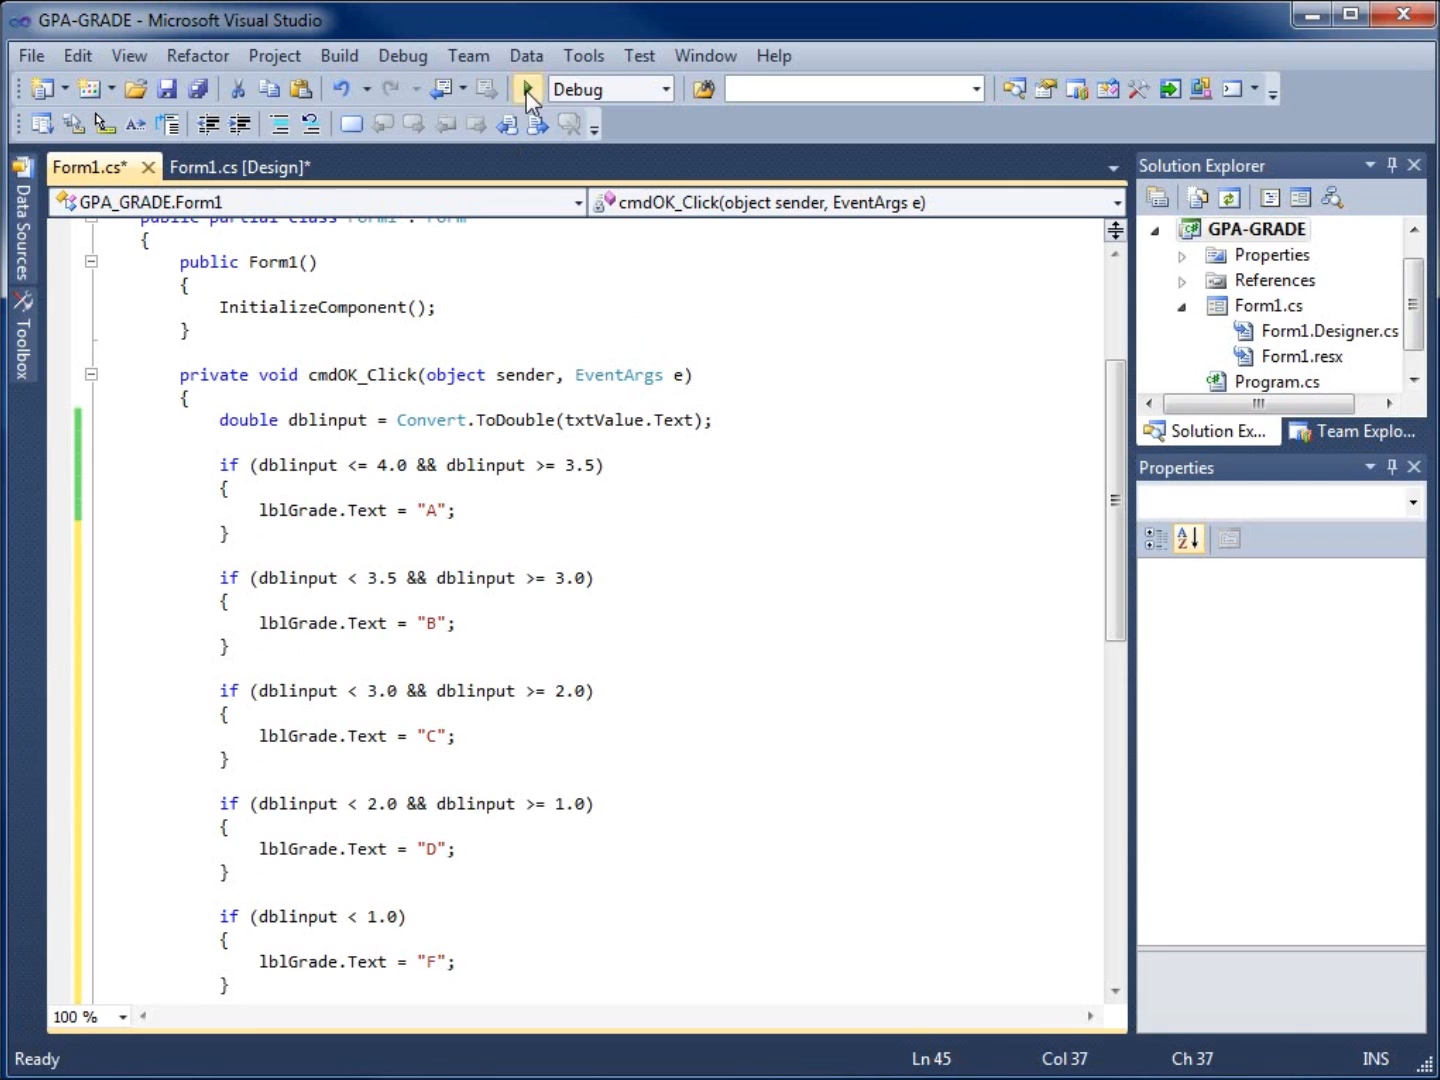 GPA-GRADE - Microsoft Visual Studio
File Edit View Refactor Project Build Debug Team Data Tools Test Window Help
Debug
Form1.cs* Form1.cs [Design]*
GPA_GRADE.Form1 cmdOK_Click(object sender, EventArgs e)
Data Sources
Toolbox
public partial class Form1 : Form
{
public Form1()
{
InitializeComponent();
}
private void cmdOK_Click(object sender, EventArgs e)
{
double dblinput = Convert.ToDouble(txtValue.Text);
if (dblinput <= 4.0 && dblinput >= 3.5)
{
lblGrade.Text = "A";
}
if (dblinput < 3.5 && dblinput >= 3.0)
{
lblGrade.Text = "B";
}
if (dblinput < 3.0 && dblinput >= 2.0)
{
lblGrade.Text = "C";
}
if (dblinput < 2.0 && dblinput >= 1.0)
{
lblGrade.Text = "D";
}
if (dblinput < 1.0)
{
lblGrade.Text = "F";
}
100 %
Solution Explorer
GPA-GRADE
Properties
References
Form1.cs
Form1.Designer.cs
Form1.resx
Program.cs
Solution Ex... Team Explo...
Properties
Ready Ln 45 Col 37 Ch 37 INS